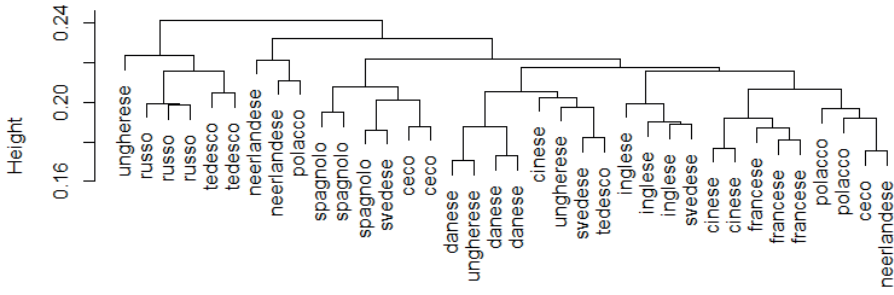 Height
0.24
0.20
0.16
ungherese
russo
russo
russo
tedesco
tedesco
neerlandese
neerlandese
polacco
spagnolo
spagnolo
spagnolo
svedese
ceco
ceco
danese
ungherese
danese
danese
cinese
ungherese
svedese
tedesco
inglese
inglese
inglese
svedese
cinese
cinese
francese
francese
francese
polacco
polacco
ceco
neerlandese